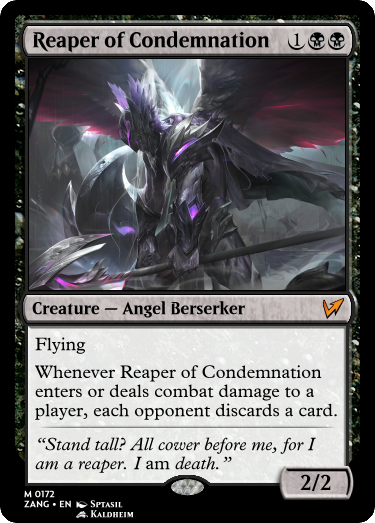 Reaper of Condemnation 1
Creature — Angel Berserker
Flying
Whenever Reaper of Condemnation
enters or deals combat damage to a
player, each opponent discards a card.
“Stand tall? All cower before me, for I
am a reaper. I am death.”
2/2
M 0172
ZANG • EN Sptasil
Kaldheim